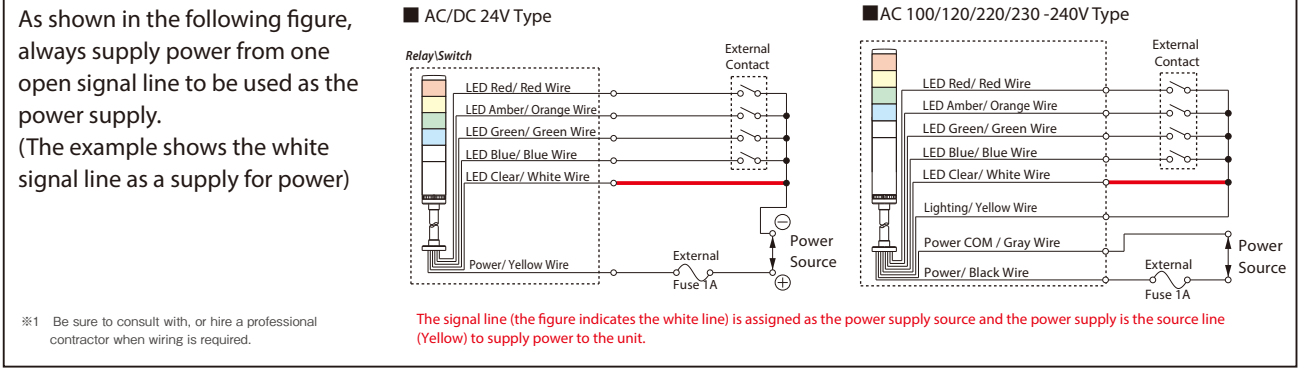 As shown in the following figure,
always supply power from one
open signal line to be used as the
power supply.
(The example shows the white
signal line as a supply for power)
※1 Be sure to consult with, or hire a professional
contractor when wiring is required.
■ AC/DC 24V Type
Relay\Switch
External
Contact
LED Red/ Red Wire
LED Amber/ Orange Wire
LED Green/ Green Wire
LED Blue/ Blue Wire
LED Clear/ White Wire
⊖
Power
Source
Power/ Yellow Wire
External
Fuse 1A
⊕
■AC 100/120/220/230 -240V Type
External
Contact
LED Red/ Red Wire
LED Amber/ Orange Wire
LED Green/ Green Wire
LED Blue/ Blue Wire
LED Clear/ White Wire
Lighting/ Yellow Wire
Power COM / Gray Wire
Power
Source
Power/ Black Wire
External
Fuse 1A
The signal line (the figure indicates the white line) is assigned as the power supply source and the power supply is the source line
(Yellow) to supply power to the unit.